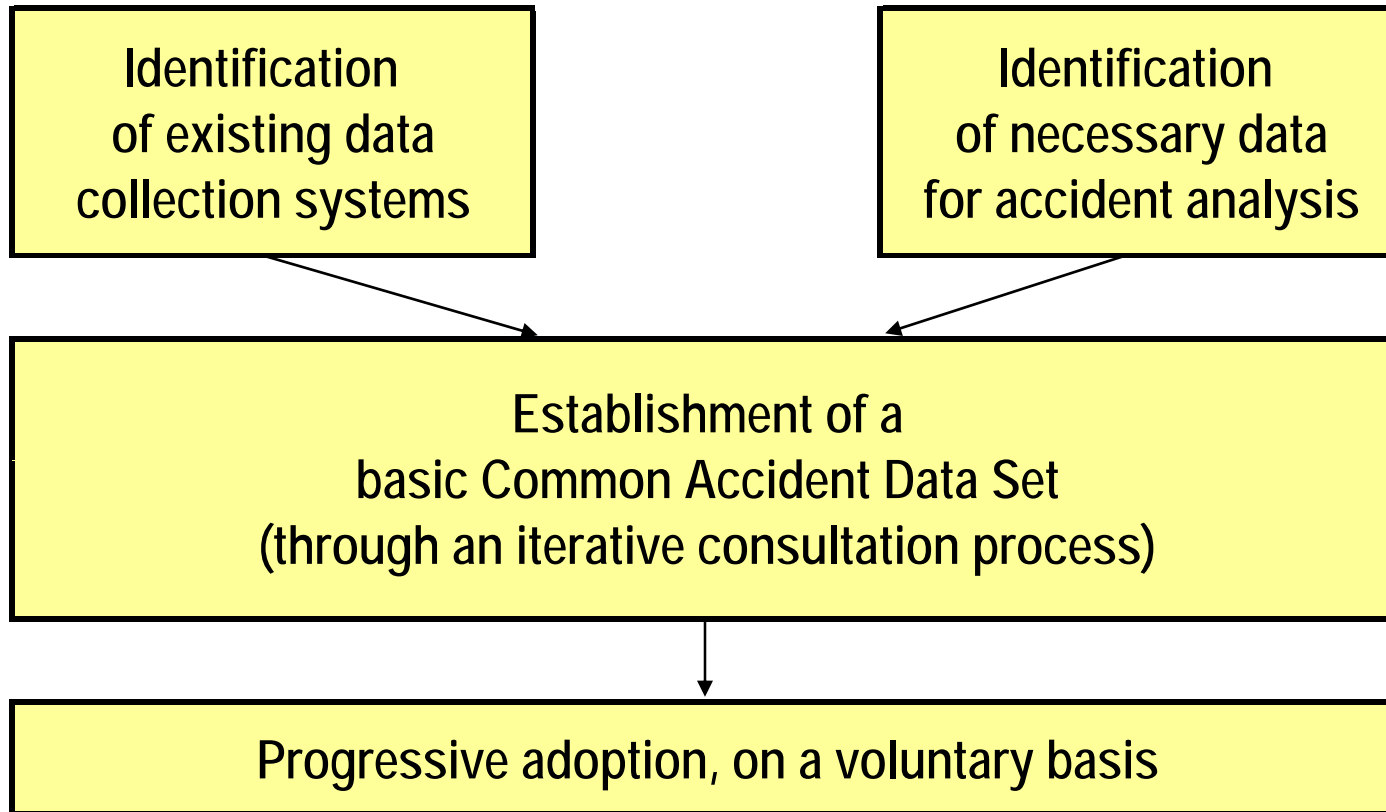 Identification
of existing data
collection systems
Identification
of necessary data
for accident analysis
Establishment of a
basic Common Accident Data Set
(through an iterative consultation process)
Progressive adoption, on a voluntary basis